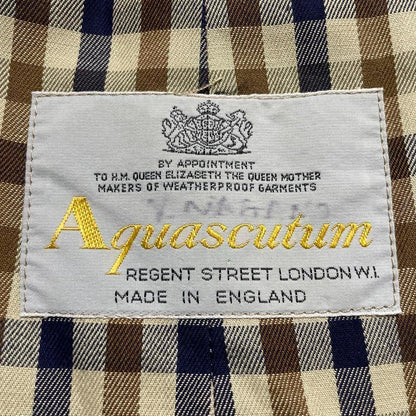 BY APPOINTMENT
TO H.M. QUEEN ELIZABETH THE QUEEN MOTHER
MAKERS OF WEATHERPROOF GARMENTS
Aquascutum
REGENT STREET LONDON W.I.
MADE IN ENGLAND